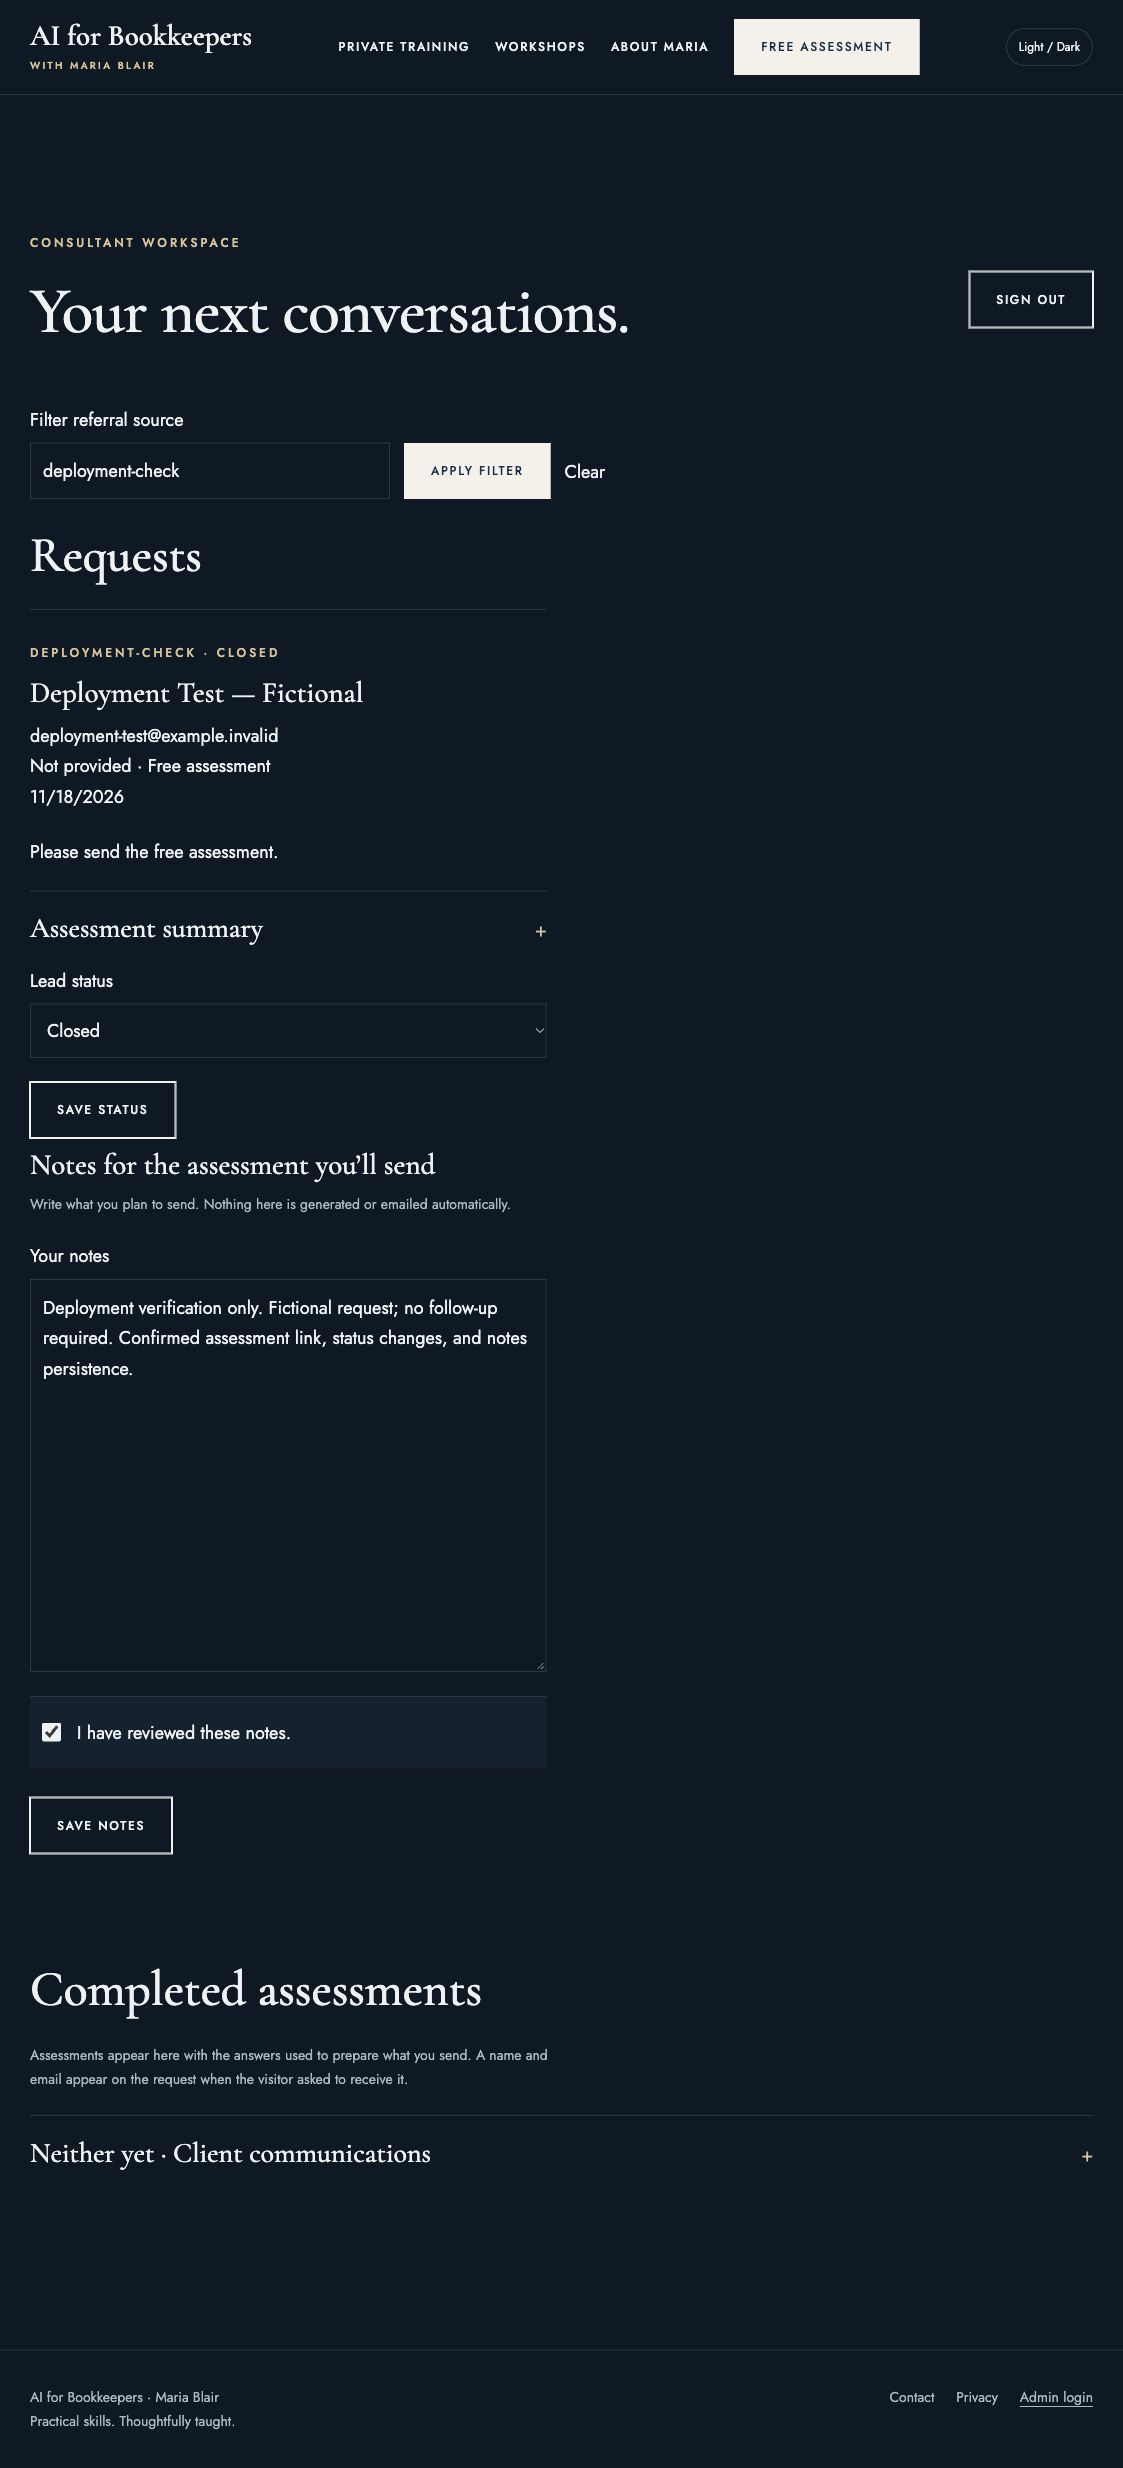 AI for Bookkeepers
WITH MARIA BLAIR
PRIVATE TRAINING
WORKSHOPS
ABOUT MARIA
FREE ASSESSMENT
Light / Dark
CONSULTANT WORKSPACE
Your next conversations.
SIGN OUT
Filter referral source
deployment-check
APPLY FILTER
Clear
Requests
DEPLOYMENT-CHECK · CLOSED
Deployment Test — Fictional
deployment-test@example.invalid
Not provided · Free assessment
11/18/2026
Please send the free assessment.
Assessment summary
+
Lead status
Closed
SAVE STATUS
Notes for the assessment you’ll send
Write what you plan to send. Nothing here is generated or emailed automatically.
Your notes
Deployment verification only. Fictional request; no follow-up
required. Confirmed assessment link, status changes, and notes
persistence.
I have reviewed these notes.
SAVE NOTES
Completed assessments
Assessments appear here with the answers used to prepare what you send. A name and
email appear on the request when the visitor asked to receive it.
Neither yet · Client communications
+
AI for Bookkeepers · Maria Blair
Practical skills. Thoughtfully taught.
Contact
Privacy
Admin login